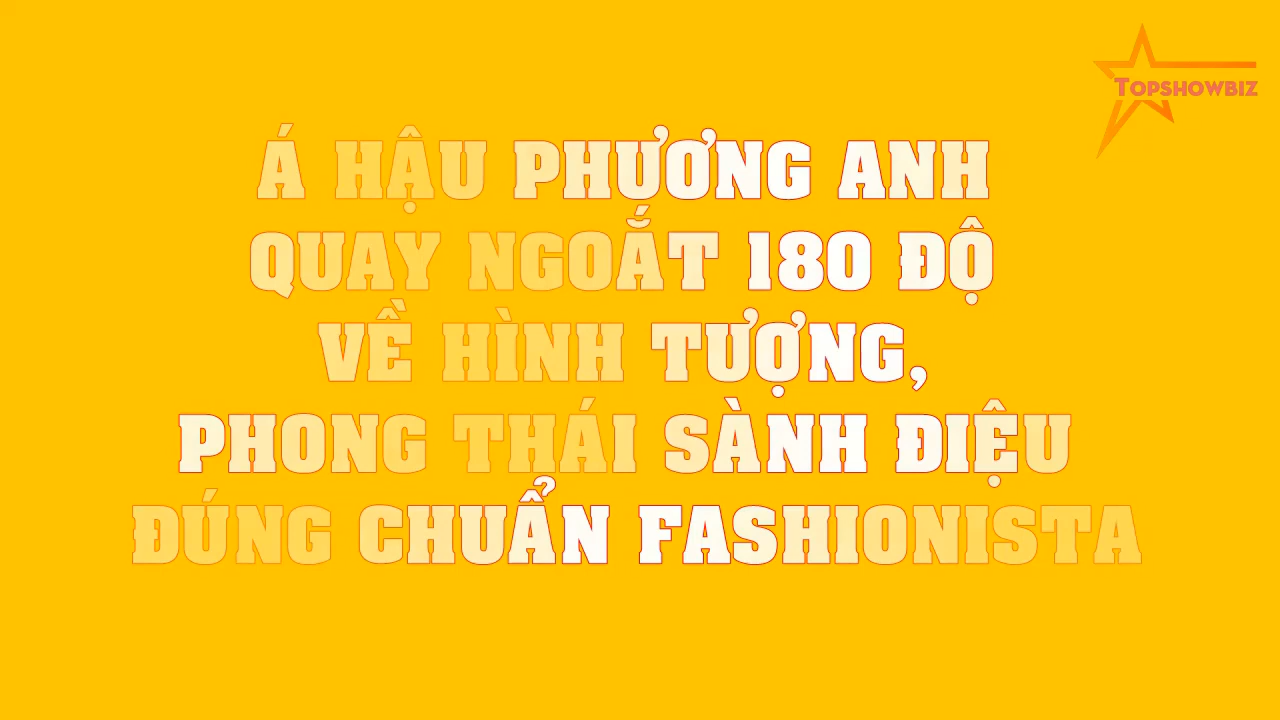 TOPSHOWBIZ
Á HẬU PHƯƠNG ANH
QUAY NGOẮT 180 ĐỘ
VỀ HÌNH TƯỢNG,
PHONG THÁI SÀNH ĐIỆU
ĐÚNG CHUẨN FASHIONISTA